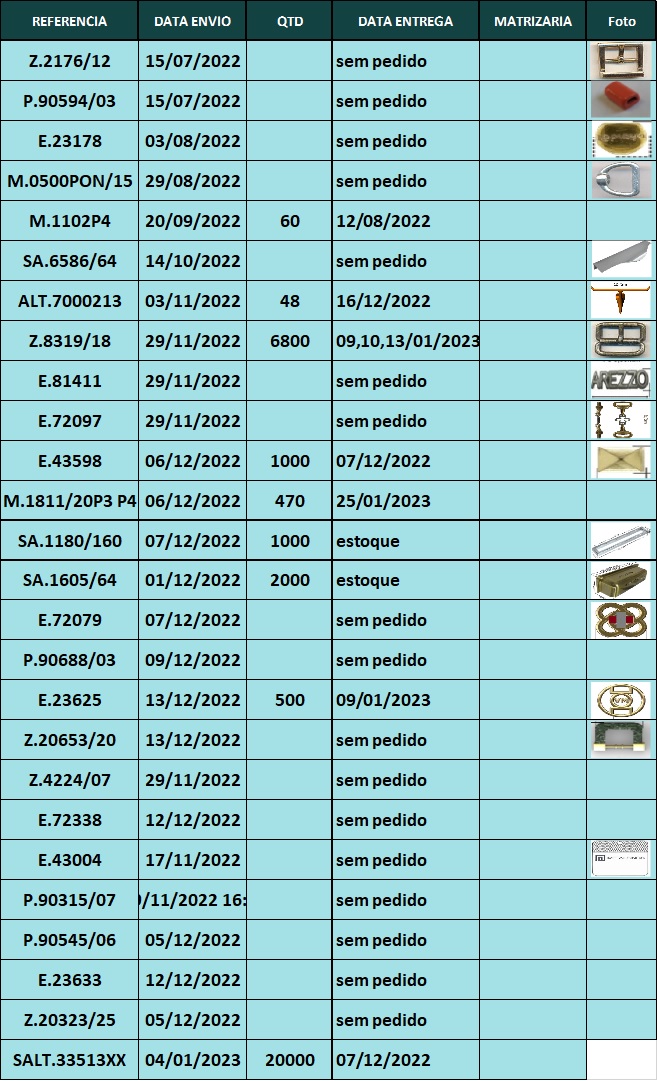 REFERENCIA DATA ENVIO QTD DATA ENTREGA MATRIZARIA Foto
Z.2176/12 15/07/2022 sem pedido
P.90594/03 15/07/2022 sem pedido
E.23178 03/08/2022 sem pedido
M.0500PON/15 29/08/2022 sem pedido
M.1102P4 20/09/2022 60 12/08/2022
SA.6586/64 14/10/2022 sem pedido
ALT.7000213 03/11/2022 48 16/12/2022
Z.8319/18 29/11/2022 6800 09,10,13/01/2023
E.81411 29/11/2022 sem pedido AREZZO
E.72097 29/11/2022 sem pedido
E.43598 06/12/2022 1000 07/12/2022
M.1811/20P3 P4 06/12/2022 470 25/01/2023
SA.1180/160 07/12/2022 1000 estoque
SA.1605/64 01/12/2022 2000 estoque
E.72079 07/12/2022 sem pedido
P.90688/03 09/12/2022 sem pedido
E.23625 13/12/2022 500 09/01/2023
Z.20653/20 13/12/2022 sem pedido
Z.4224/07 29/11/2022 sem pedido
E.72338 12/12/2022 sem pedido
E.43004 17/11/2022 sem pedido
P.90315/07 /11/2022 16: sem pedido
P.90545/06 05/12/2022 sem pedido
E.23633 12/12/2022 sem pedido
Z.20323/25 05/12/2022 sem pedido
SALT.33513XX 04/01/2023 20000 07/12/2022